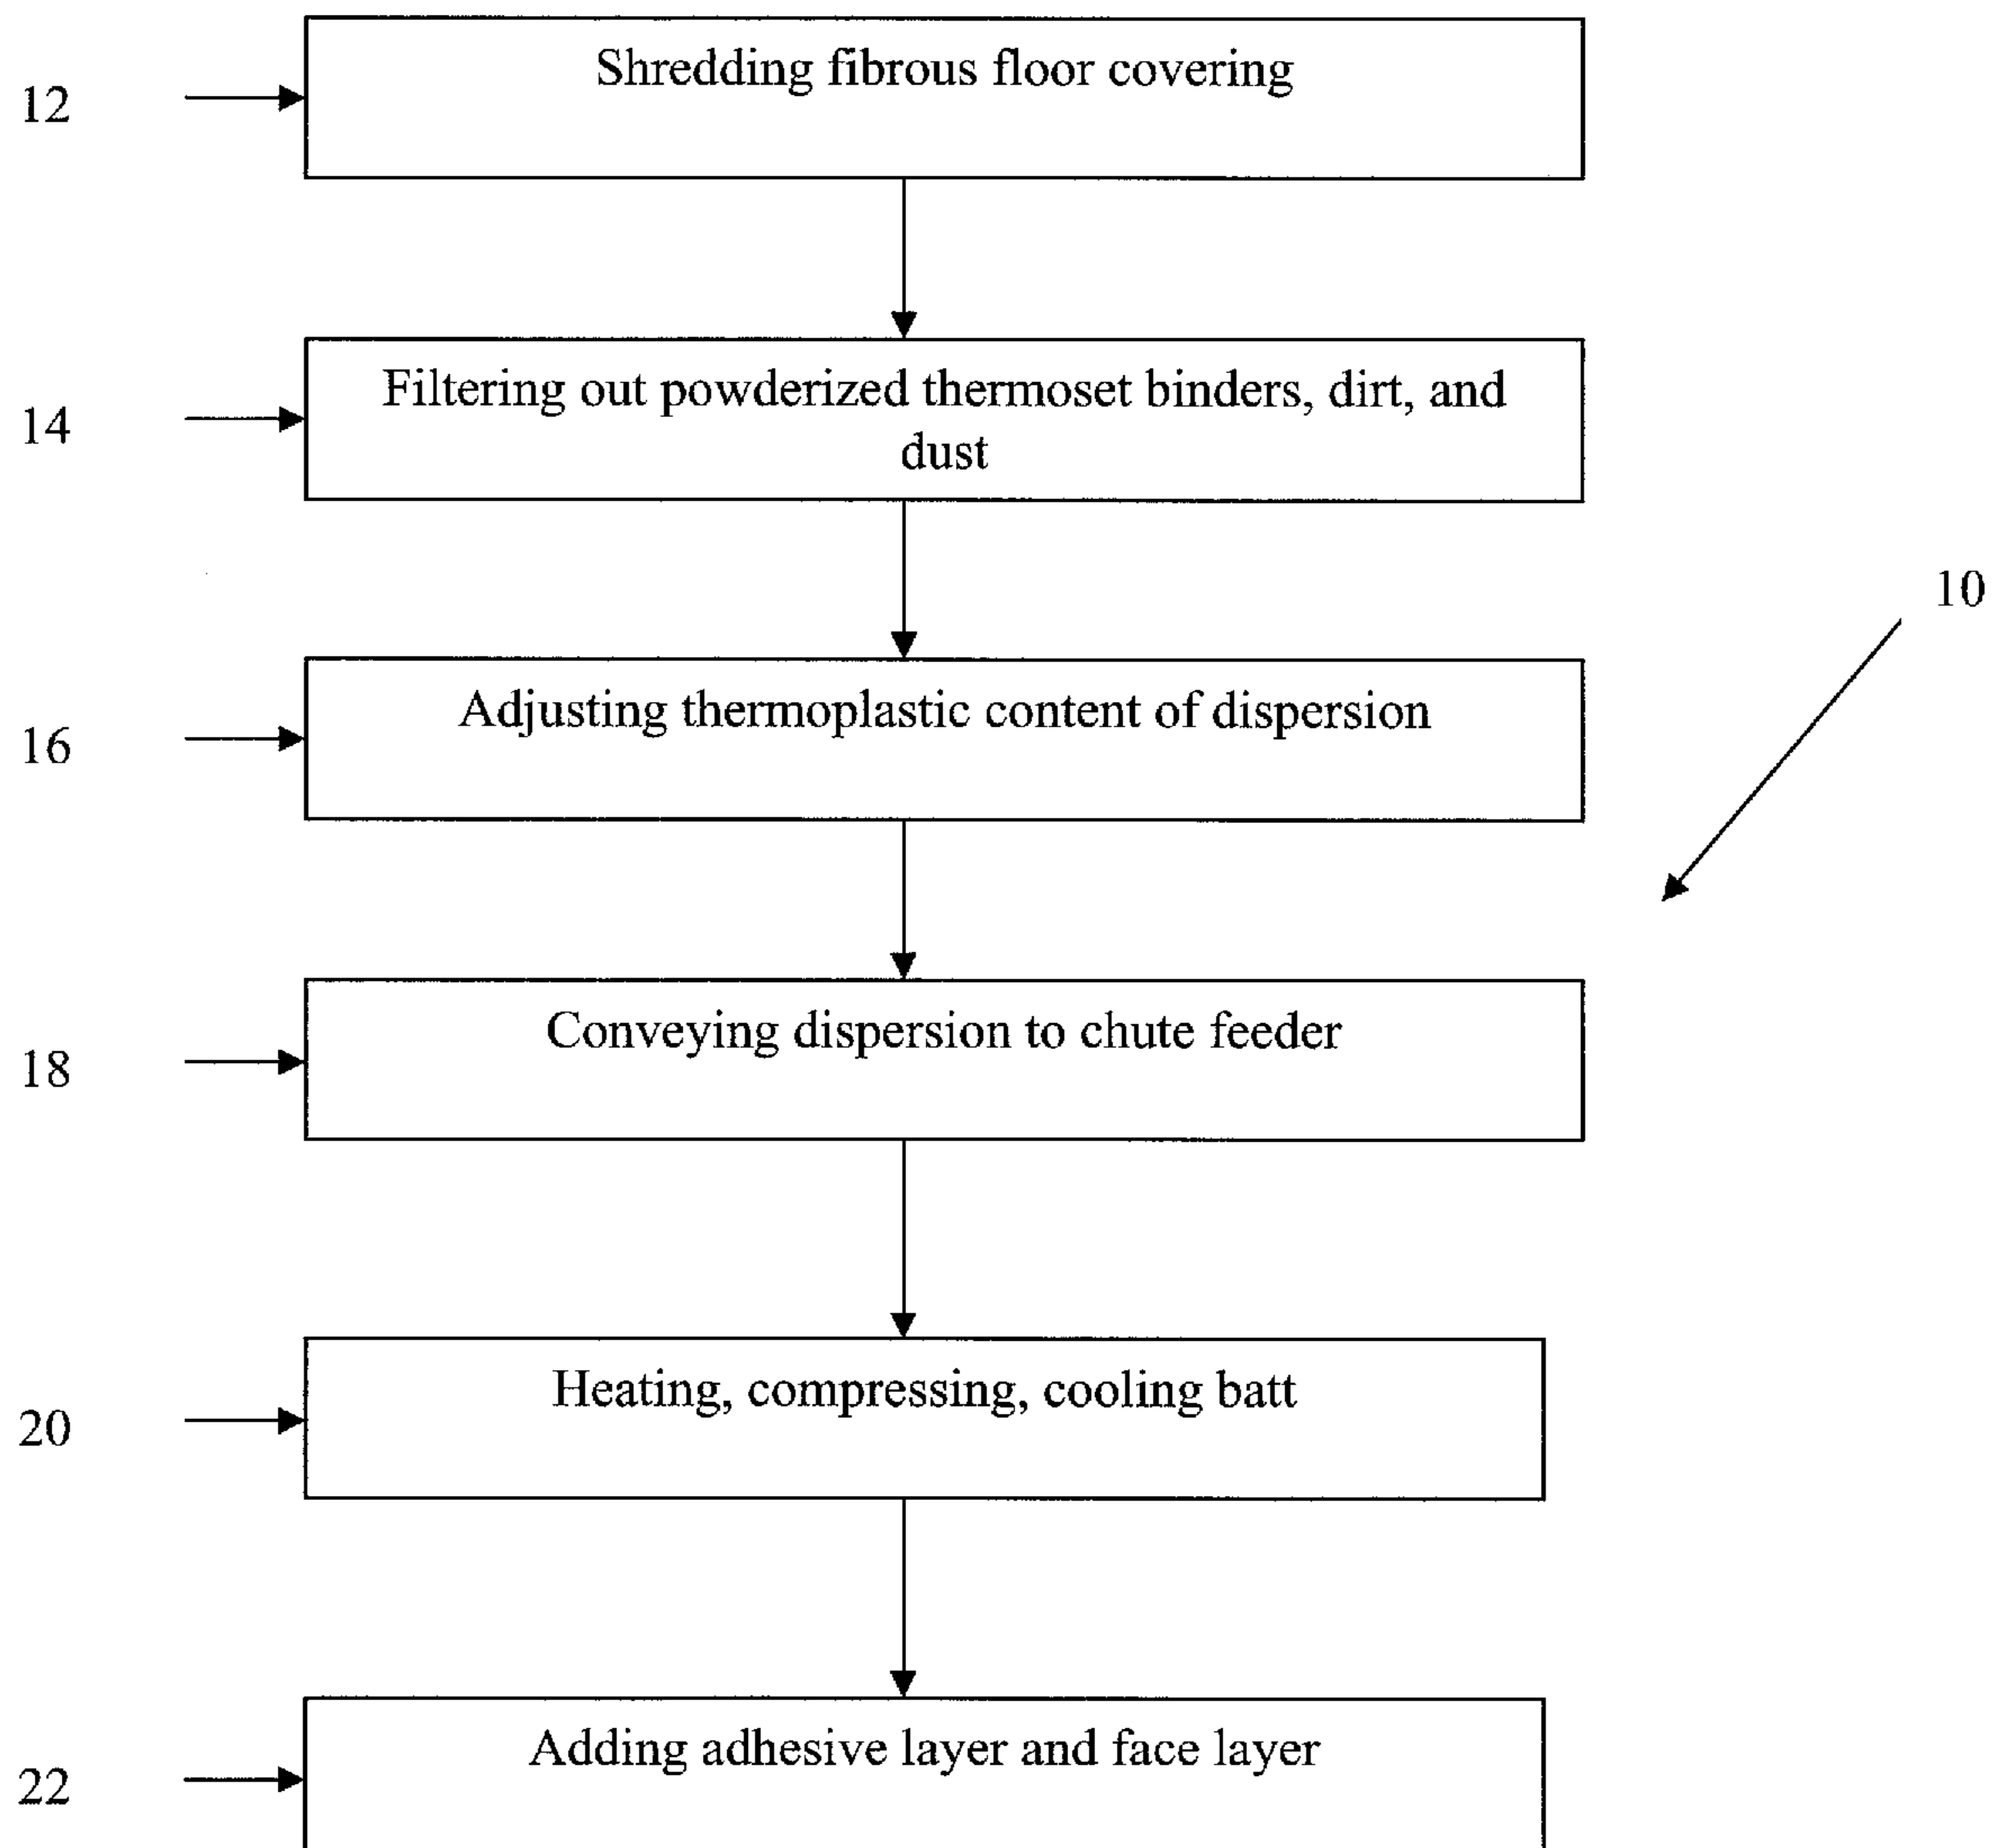 Shredding fibrous floor covering
12
Filtering out powderized thermoset binders, dirt, and
dust
14
10
Adjusting thermoplastic content of dispersion
16
Conveying dispersion to chute feeder
18
Heating, compressing, cooling batt
20
Adding adhesive layer and face layer
22